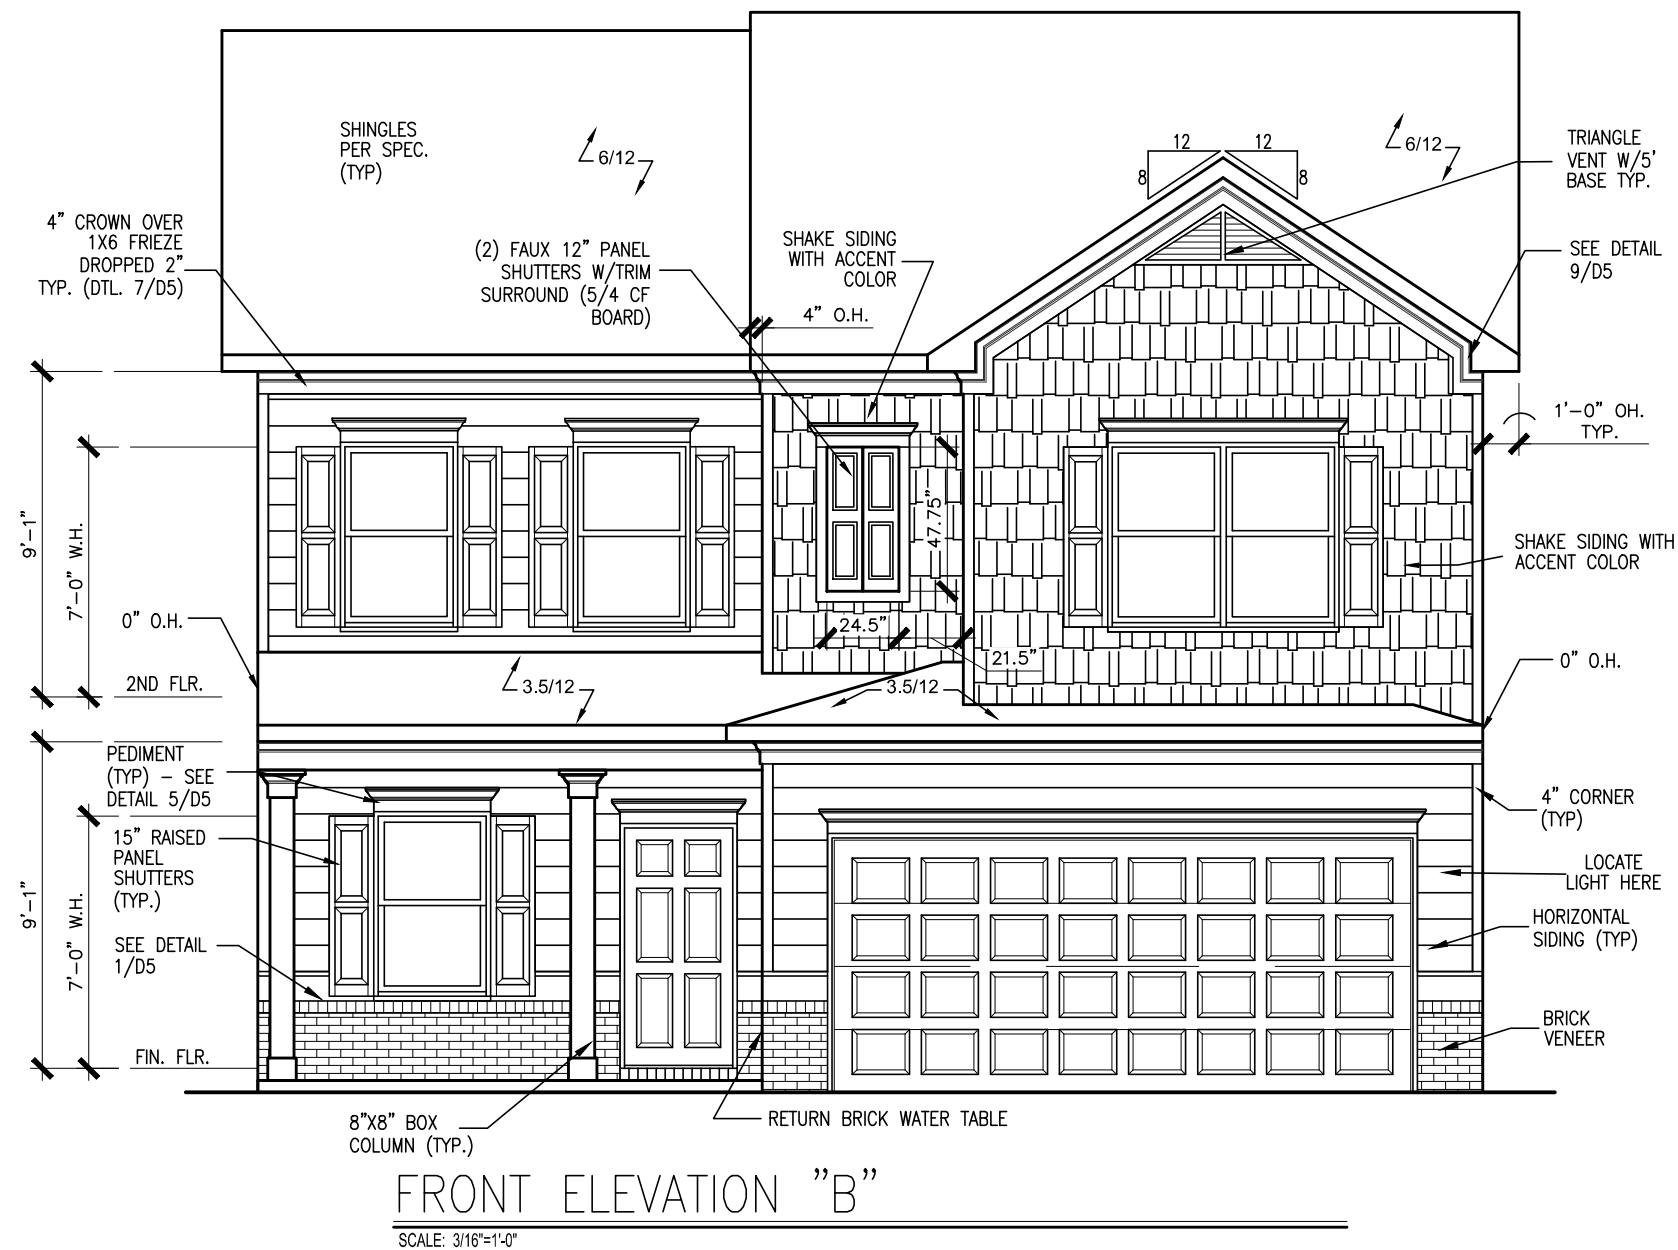 SHINGLES
PER SPEC.
(TYP)
6/12
12
12
8
8
6/12
TRIANGLE
VENT W/5'
BASE TYP.
4" CROWN OVER
1X6 FRIEZE
DROPPED 2"
TYP. (DTL. 7/D5)
(2) FAUX 12" PANEL
SHUTTERS W/TRIM
SURROUND (5/4 CF
BOARD)
SHAKE SIDING
WITH ACCENT
COLOR
4" O.H.
SEE DETAIL
9/D5
1'-0" OH.
TYP.
9'-1"
7'-0" W.H.
47.75"
24.5"
21.5"
SHAKE SIDING WITH
ACCENT COLOR
0" O.H.
2ND FLR.
3.5/12
3.5/12
0" O.H.
PEDIMENT
(TYP) - SEE
DETAIL 5/D5
15" RAISED
PANEL
SHUTTERS
(TYP.)
9'-1"
7'-0" W.H.
SEE DETAIL
1/D5
FIN. FLR.
4" CORNER
(TYP)
LOCATE
LIGHT HERE
HORIZONTAL
SIDING (TYP)
BRICK
VENEER
8"X8" BOX
COLUMN (TYP.)
RETURN BRICK WATER TABLE
FRONT ELEVATION "B"
SCALE: 3/16"=1'-0"